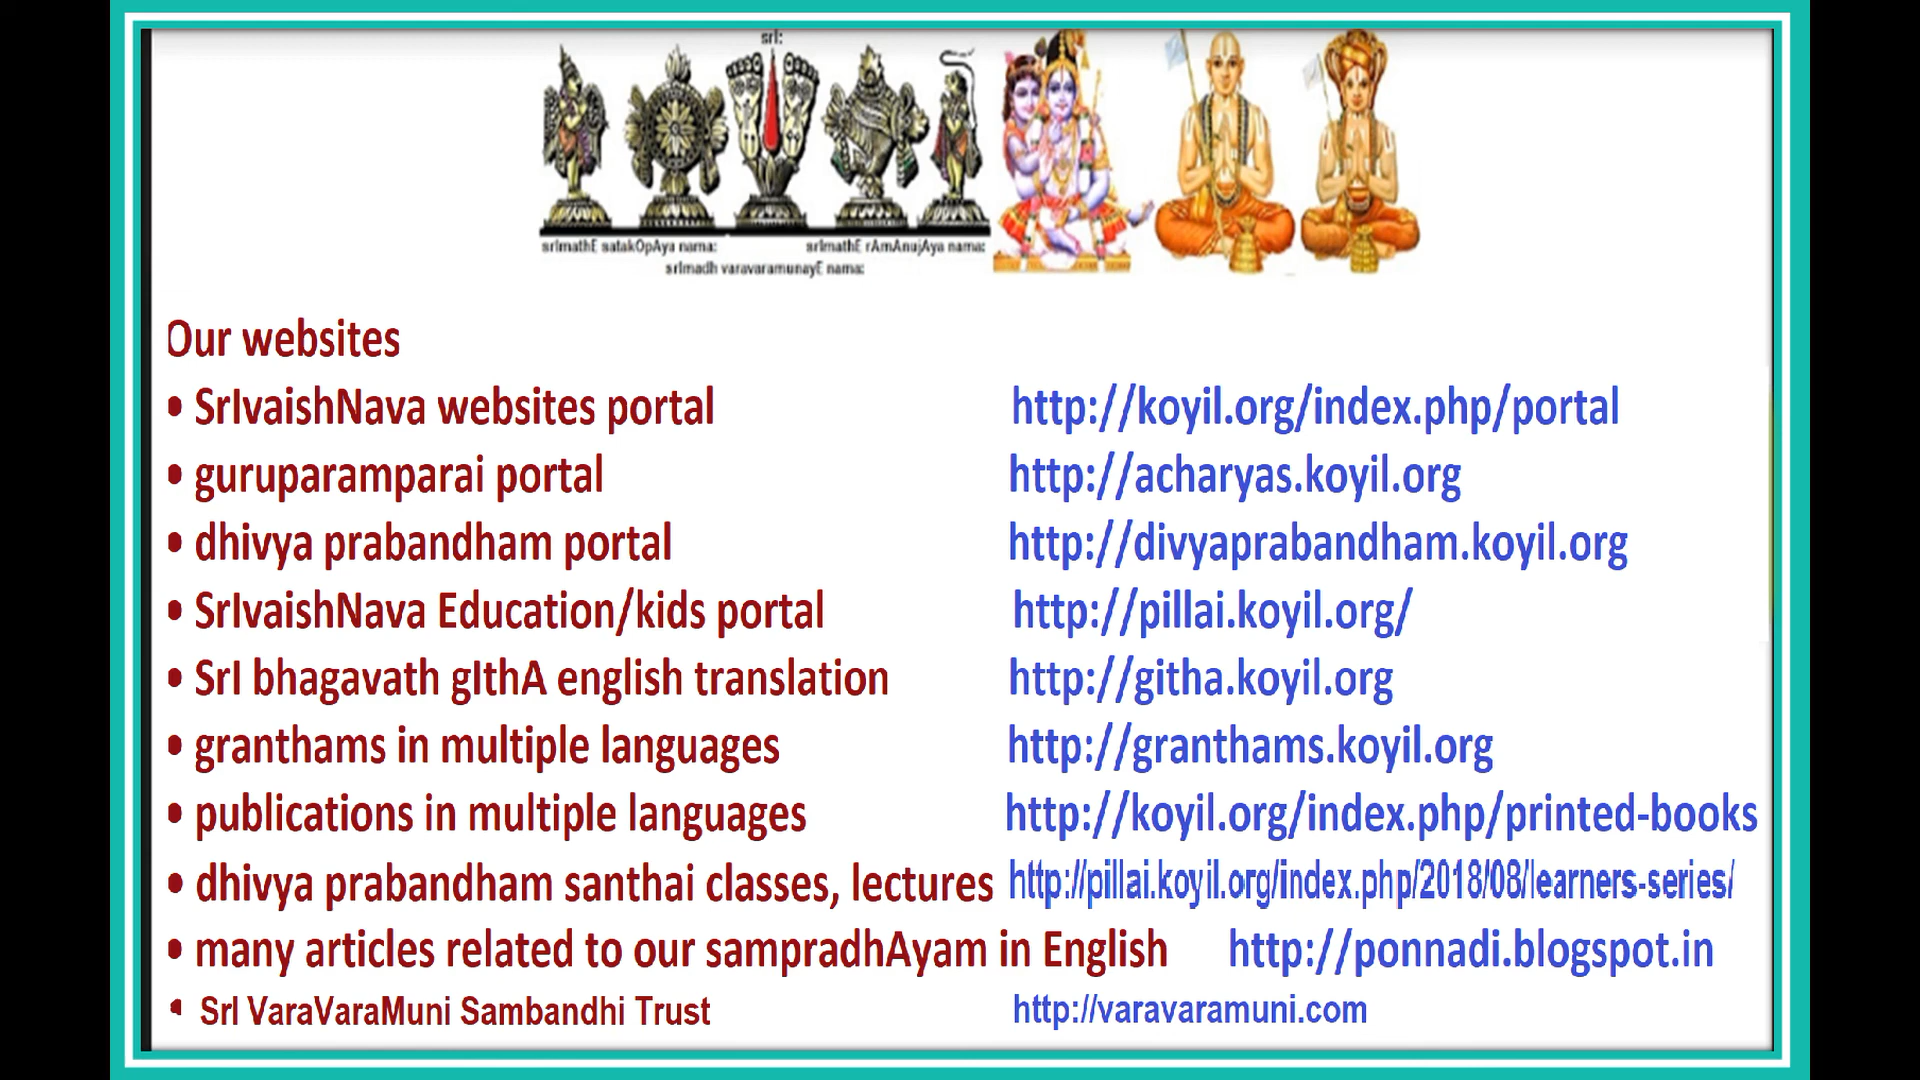 srI:
srImathE satakOpAya nama: srImathE rAmAnujAya nama:
srImadh varavaramunayE nama:
Our websites
• SrIvaishNava websites portal http://koyil.org/index.php/portal
• guruparamparai portal http://acharyas.koyil.org
• dhivya prabandham portal http://divyaprabandham.koyil.org
• SrIvaishNava Education/kids portal http://pillai.koyil.org/
• SrI bhagavath gIthA english translation http://githa.koyil.org
• granthams in multiple languages http://granthams.koyil.org
• publications in multiple languages http://koyil.org/index.php/printed-books
• dhivya prabandham santhai classes, lectures http://pillai.koyil.org/index.php/2018/08/learners-series/
• many articles related to our sampradhAyam in English http://ponnadi.blogspot.in
• SrI VaraVaraMuni Sambandhi Trust http://varavaramuni.com